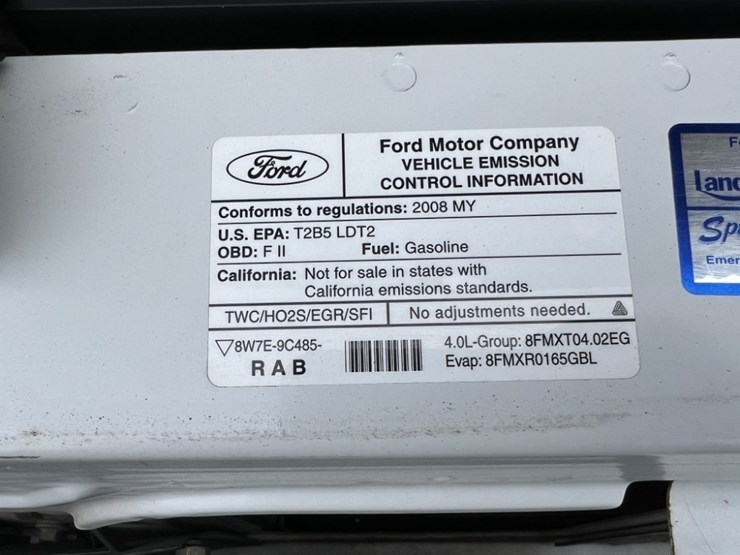 Ford
Ford Motor Company
VEHICLE EMISSION
CONTROL INFORMATION
Conforms to regulations: 2008 MY
U.S. EPA: T2B5 LDT2
OBD: F II Fuel: Gasoline
California: Not for sale in states with
California emissions standards.
TWC/HO2S/EGR/SFI No adjustments needed.
8W7E-9C485-
RAB
4.0L-Group: 8FMXT04.02EG
Evap: 8FMXR0165GBL